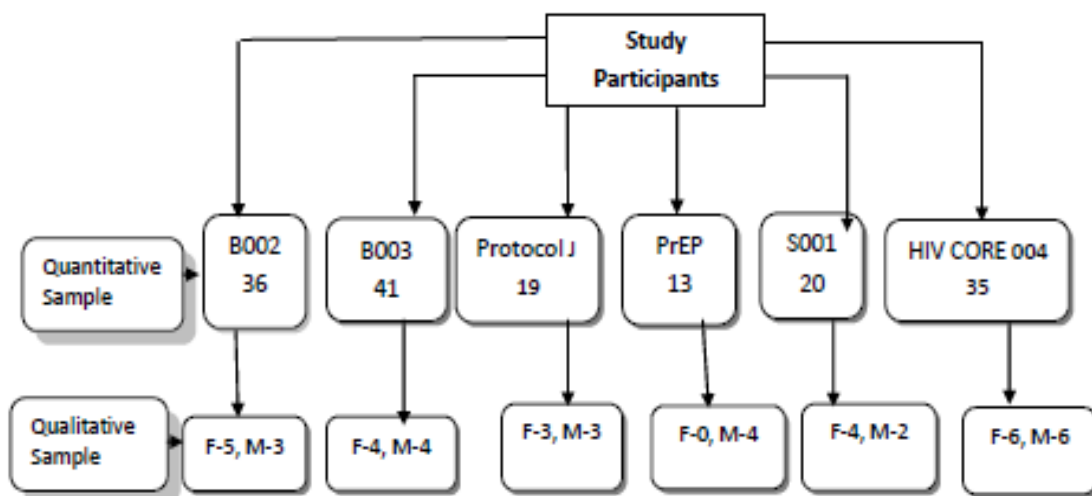 Study
Participants
Quantitative
Sample
B002
36
B003
41
Protocol J
19
PrEP
13
S001
20
HIV CORE 004
35
Qualitative
Sample
F-5, M-3
F-4, M-4
F-3, M-3
F-0, M-4
F-4, M-2
F-6, M-6